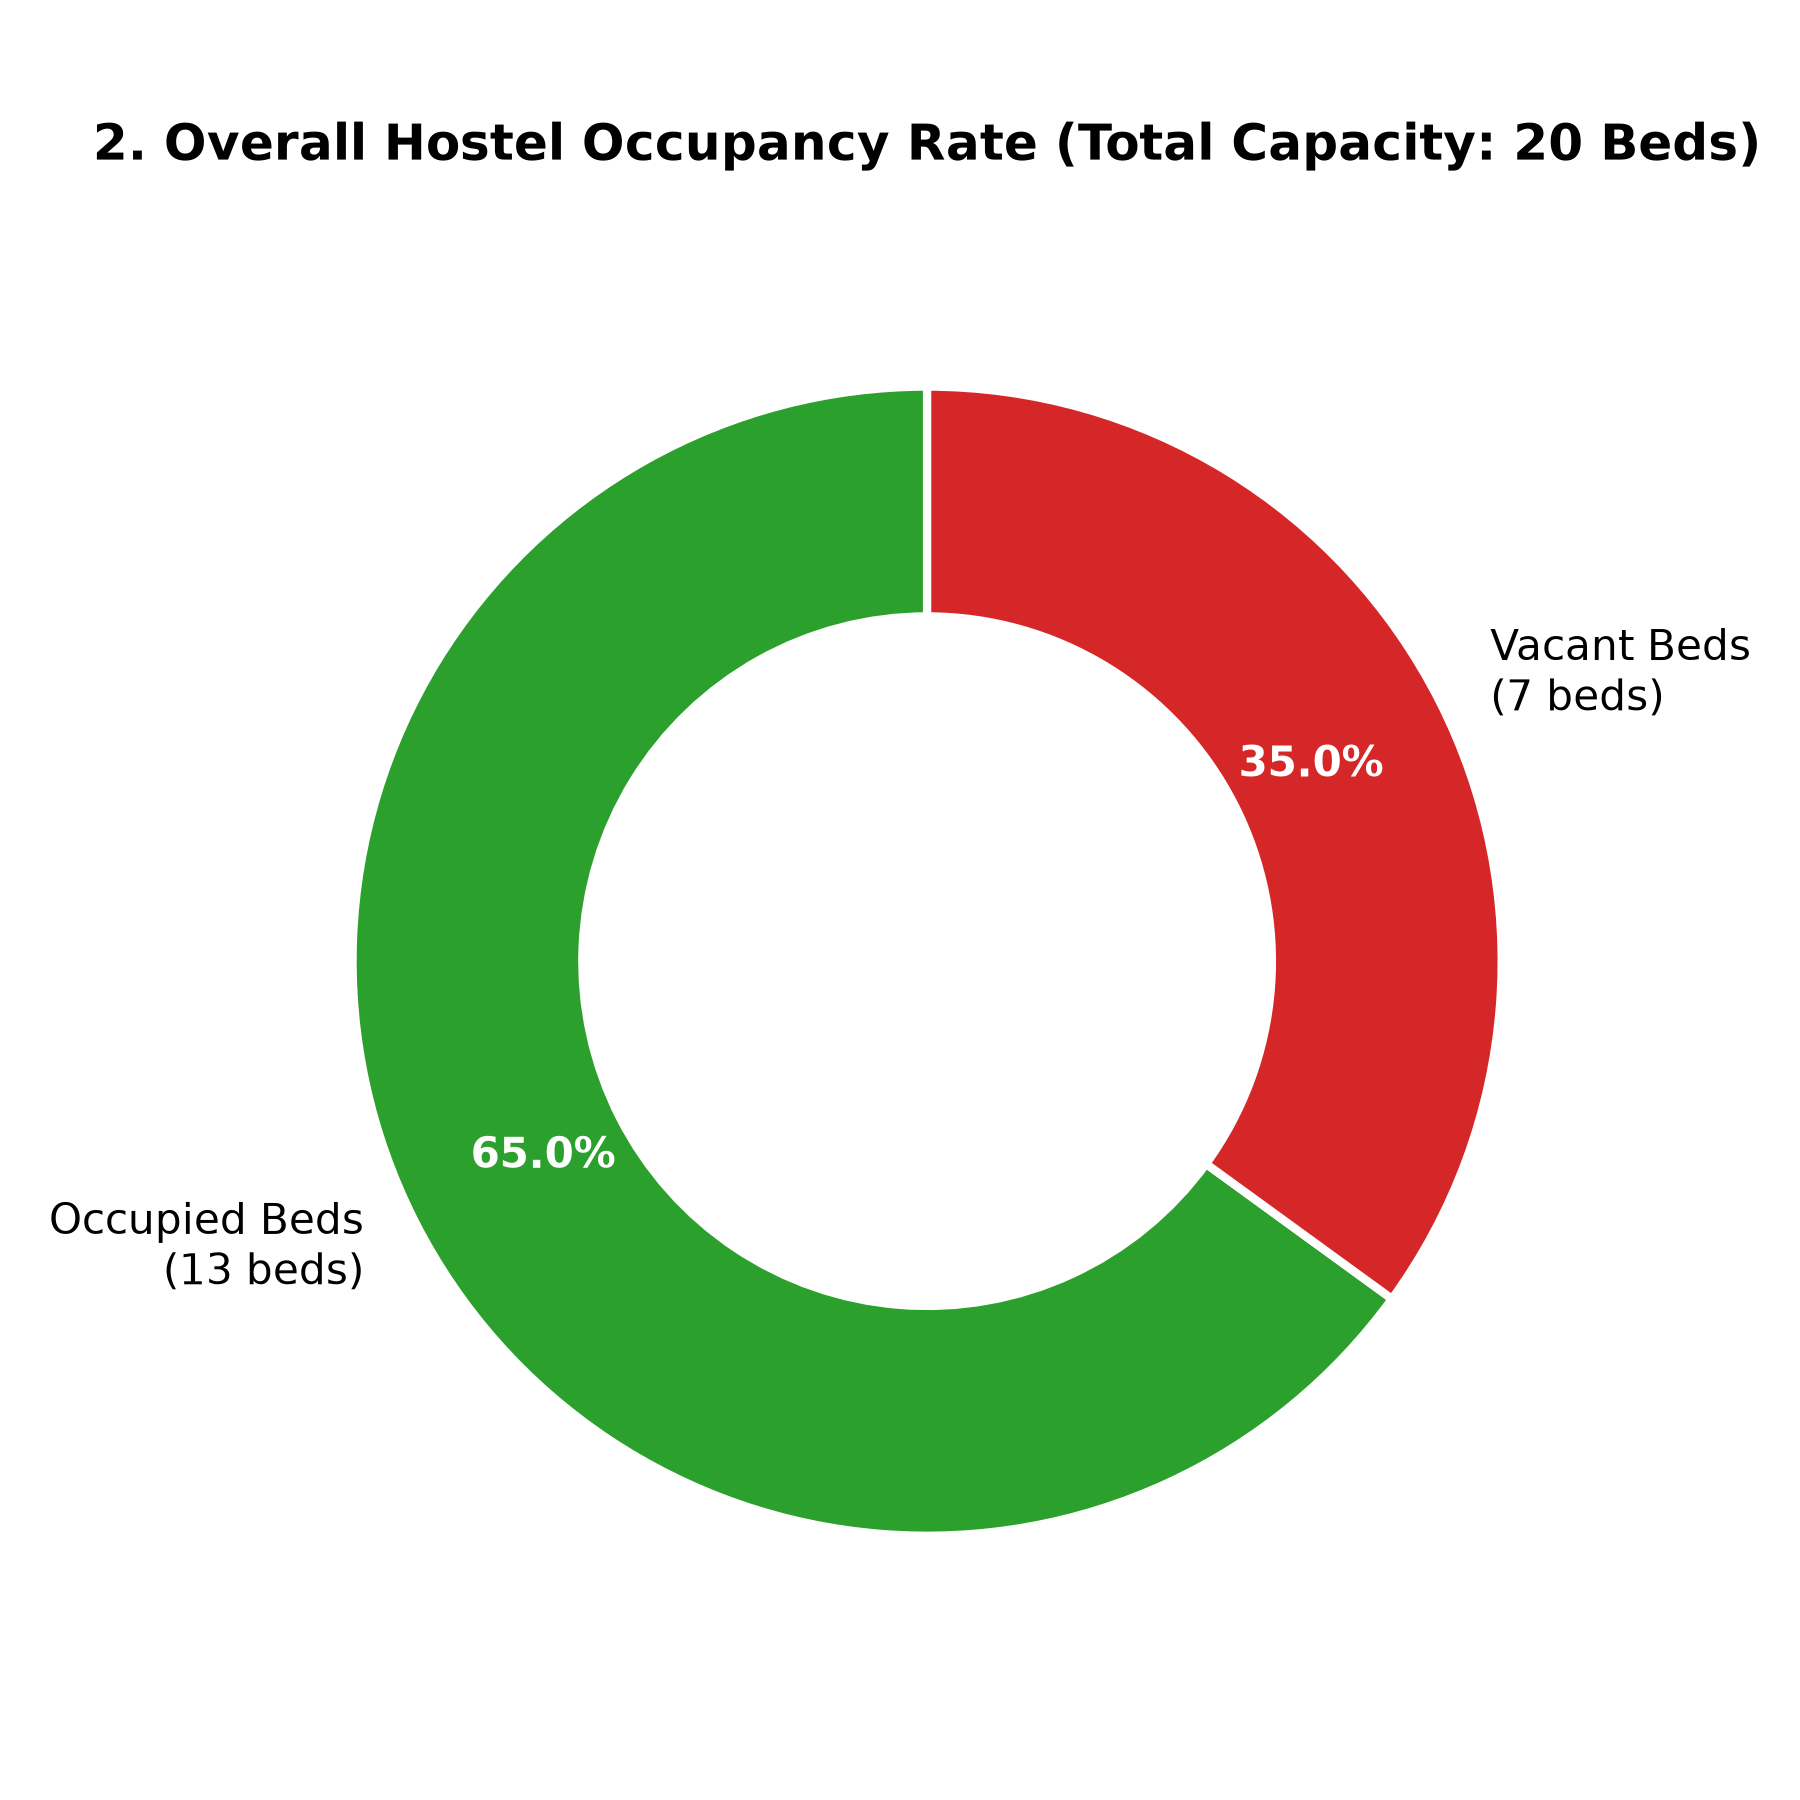 2. Overall Hostel Occupancy Rate (Total Capacity: 20 Beds)
Vacant Beds
(7 beds)
35.0%
65.0%
Occupied Beds
(13 beds)